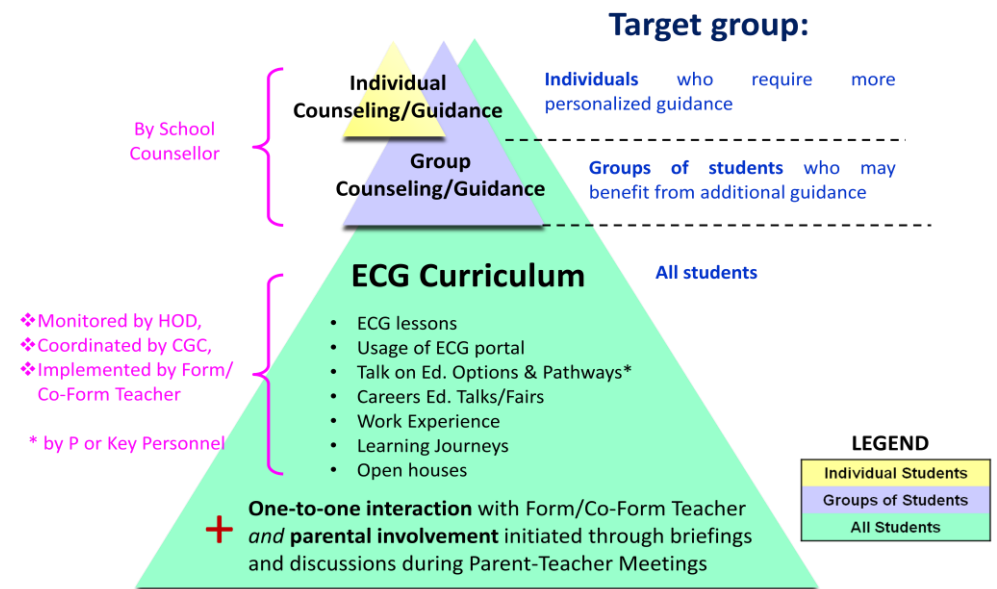 Target group:
Individual
Counseling/Guidance
Individuals who require more
personalized guidance
By School
Counsellor
Group
Counseling/Guidance
Groups of students who may
benefit from additional guidance
ECG Curriculum
All students
❖Monitored by HOD,
❖Coordinated by CGC,
❖Implemented by Form/
Co-Form Teacher
* by P or Key Personnel
• ECG lessons
• Usage of ECG portal
• Talk on Ed. Options & Pathways*
• Careers Ed. Talks/Fairs
• Work Experience
• Learning Journeys
• Open houses
+ One-to-one interaction with Form/Co-Form Teacher
and parental involvement initiated through briefings
and discussions during Parent-Teacher Meetings
LEGEND
Individual Students
Groups of Students
All Students